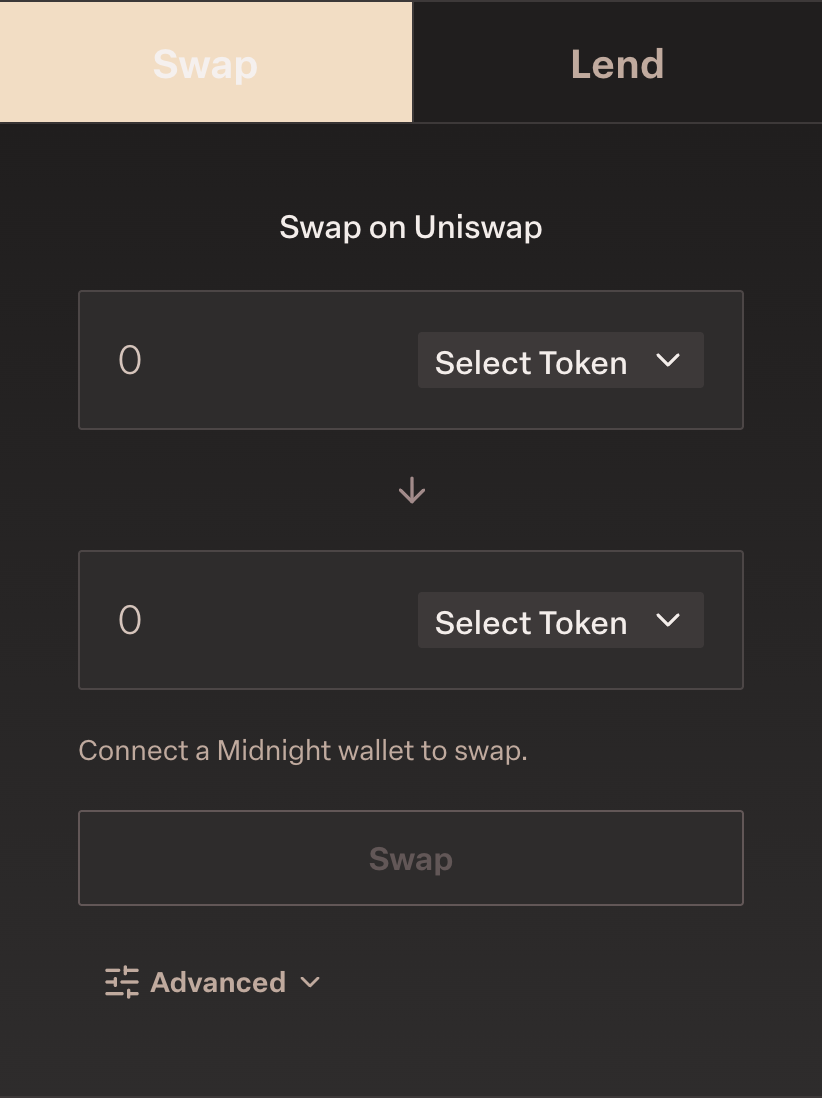 Swap
Lend
Swap on Uniswap
0
Select Token
0
Select Token
Connect a Midnight wallet to swap.
Swap
Advanced